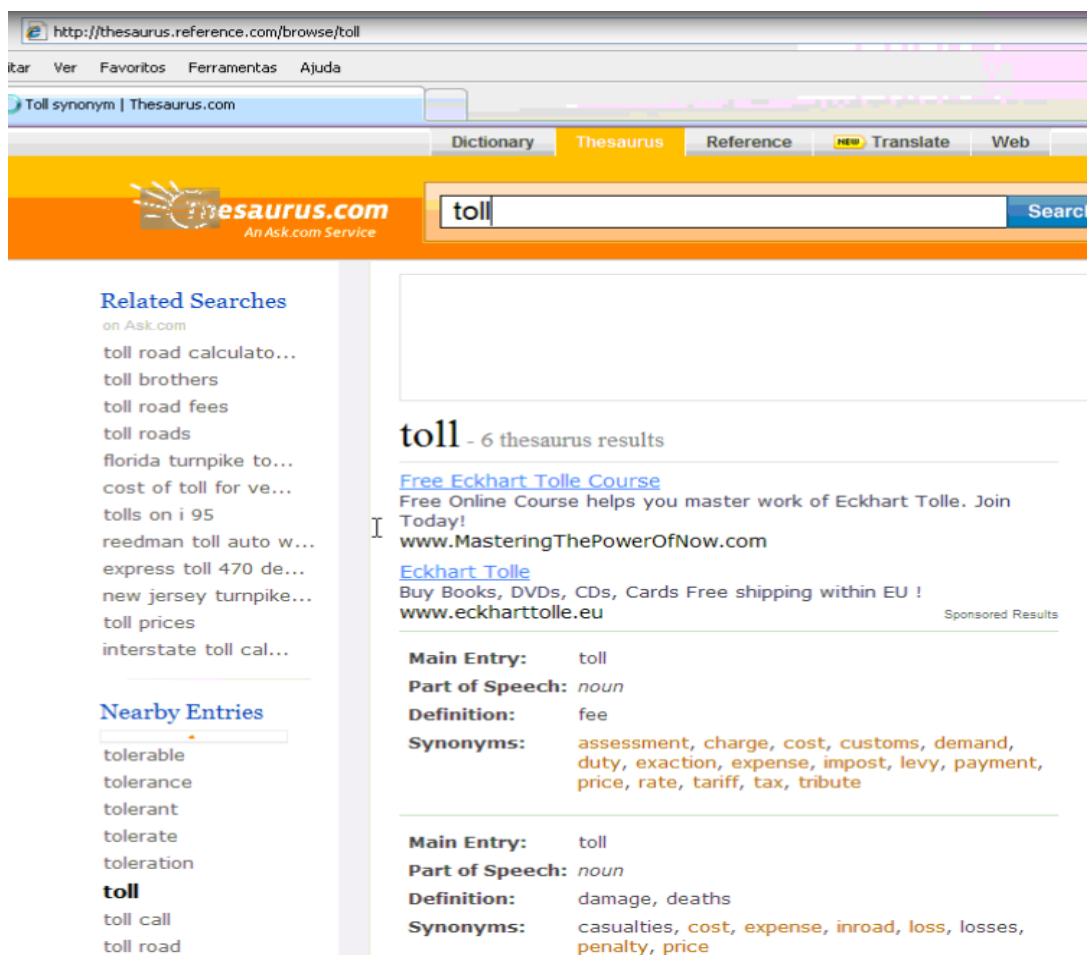 http://thesaurus.reference.com/browse/toll
itar Ver Favoritos Ferramentas Ajuda
Toll synonym | Thesaurus.com
Dictionary Thesaurus Reference NEW Translate Web
Thesaurus.com
An Ask.com Service
toll
Search
Related Searches
on Ask.com
toll road calculato...
toll brothers
toll road fees
toll roads
florida turnpike to...
cost of toll for ve...
tolls on i 95
reedman toll auto w...
express toll 470 de...
new jersey turnpike...
toll prices
interstate toll cal...
Nearby Entries
tolerable
tolerance
tolerant
tolerate
toleration
toll
toll call
toll road
toll - 6 thesaurus results
Free Eckhart Tolle Course
Free Online Course helps you master work of Eckhart Tolle. Join
Today!
www.MasteringThePowerOfNow.com
Eckhart Tolle
Buy Books, DVDs, CDs, Cards Free shipping within EU !
www.eckharttolle.eu
Sponsored Results
Main Entry: toll
Part of Speech: noun
Definition: fee
Synonyms: assessment, charge, cost, customs, demand,
duty, exaction, expense, impost, levy, payment,
price, rate, tariff, tax, tribute
Main Entry: toll
Part of Speech: noun
Definition: damage, deaths
Synonyms: casualties, cost, expense, inroad, loss, losses,
penalty, price